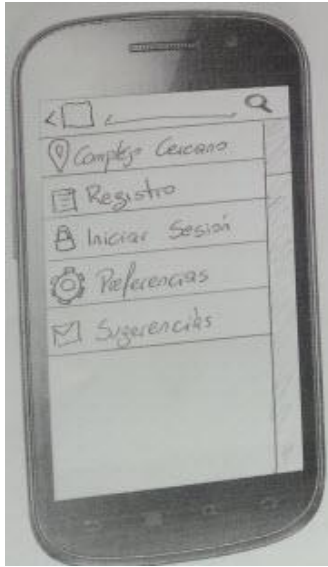 Complejo Cercano
Registro
Iniciar Sesión
Preferencias
Sugerencias